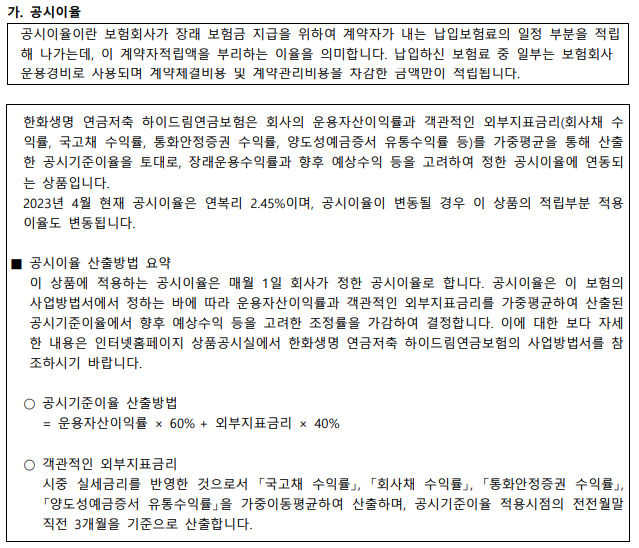 가. 공시이율
공시이율이란 보험회사가 장래 보험금 지급을 위하여 계약자가 내는 납입보험료의 일정 부분을 적립
해 나가는데, 이 계약자적립액을 부리하는 이율을 의미합니다. 납입하신 보험료 중 일부는 보험회사
운용경비로 사용되며 계약체결비용 및 계약관리비용을 차감한 금액만이 적립됩니다.
한화생명 연금저축 하이드림연금보험은 회사의 운용자산이익률과 객관적인 외부지표금리(회사채 수
익률, 국고채 수익률, 통화안정증권 수익률, 양도성예금증서 유통수익률 등)를 가중평균을 통해 산출
한 공시기준이율을 토대로, 장래운용수익률과 향후 예상수익 등을 고려하여 정한 공시이율에 연동되
는 상품입니다.
2023년 4월 현재 공시이율은 연복리 2.45%이며, 공시이율이 변동될 경우 이 상품의 적립부분 적용
이율도 변동됩니다.
■ 공시이율 산출방법 요약
이 상품에 적용하는 공시이율은 매월 1일 회사가 정한 공시이율로 합니다. 공시이율은 이 보험의
사업방법서에서 정하는 바에 따라 운용자산이익률과 객관적인 외부지표금리를 가중평균하여 산출된
공시기준이율에서 향후 예상수익 등을 고려한 조정률을 가감하여 결정합니다. 이에 대한 보다 자세
한 내용은 인터넷홈페이지 상품공시실에서 한화생명 연금저축 하이드림연금보험의 사업방법서를 참
조하시기 바랍니다.
○ 공시기준이율 산출방법
= 운용자산이익률 × 60% + 외부지표금리 × 40%
○ 객관적인 외부지표금리
시중 실세금리를 반영한 것으로서 「국고채 수익률」, 「회사채 수익률」, 「통화안정증권 수익률」,
「양도성예금증서 유통수익률」을 가중이동평균하여 산출하며, 공시기준이율 적용시점의 전전월말
직전 3개월을 기준으로 산출합니다.